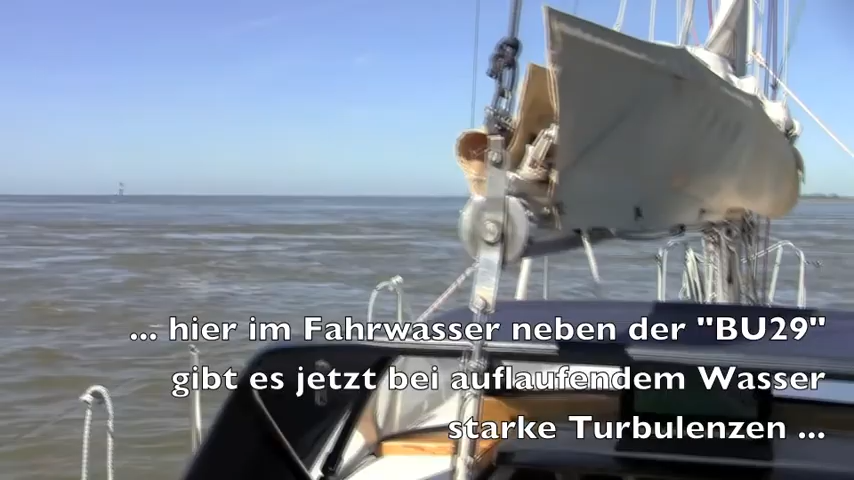 ... hier im Fahrwasser neben der "BU29"
gibt es jetzt bei auflaufendem Wasser
starke Turbulenzen ...